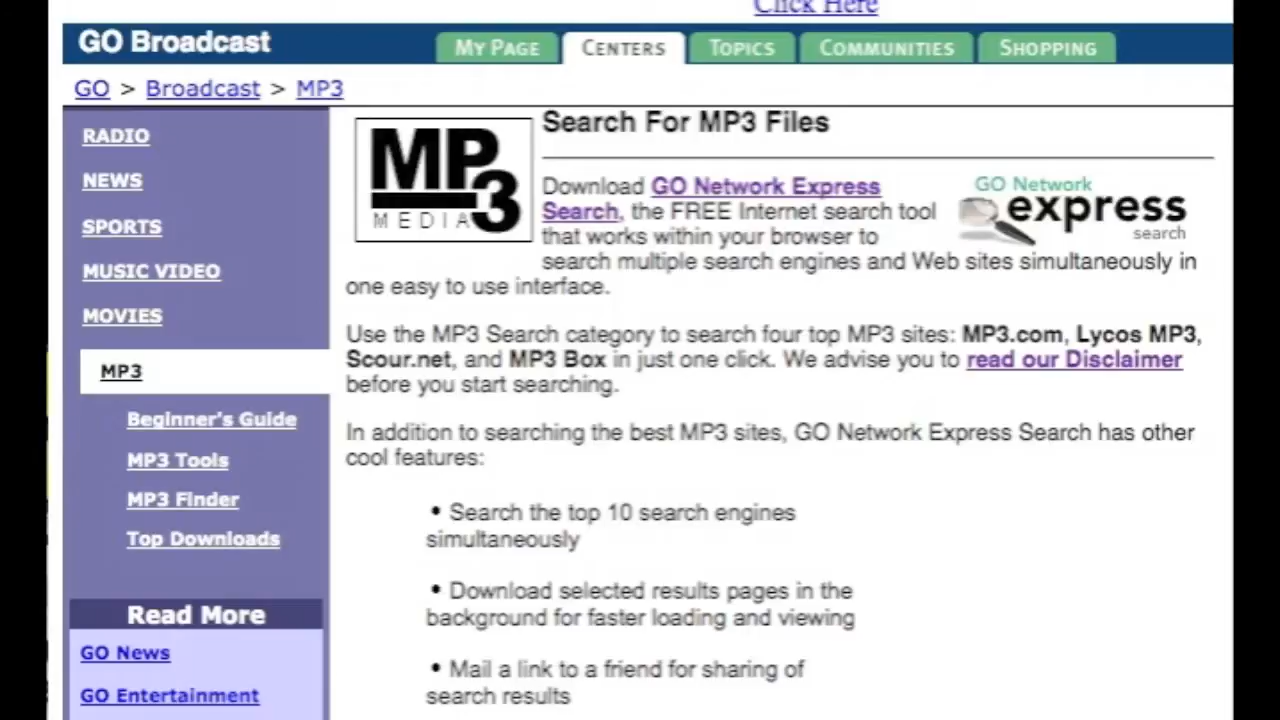 Click Here
GO Broadcast
MY PAGE
CENTERS
TOPICS
COMMUNITIES
SHOPPING
GO > Broadcast > MP3
RADIO
NEWS
SPORTS
MUSIC VIDEO
MOVIES
MP3
Beginner's Guide
MP3 Tools
MP3 Finder
Top Downloads
Read More
GO News
GO Entertainment
MP3
MEDIA
Search For MP3 Files
Download GO Network Express
Search, the FREE Internet search tool
that works within your browser to
search multiple search engines and Web sites simultaneously in
one easy to use interface.
GO Network
express
search
Use the MP3 Search category to search four top MP3 sites: MP3.com, Lycos MP3,
Scour.net, and MP3 Box in just one click. We advise you to read our Disclaimer
before you start searching.
In addition to searching the best MP3 sites, GO Network Express Search has other
cool features:
• Search the top 10 search engines
simultaneously
• Download selected results pages in the
background for faster loading and viewing
• Mail a link to a friend for sharing of
search results